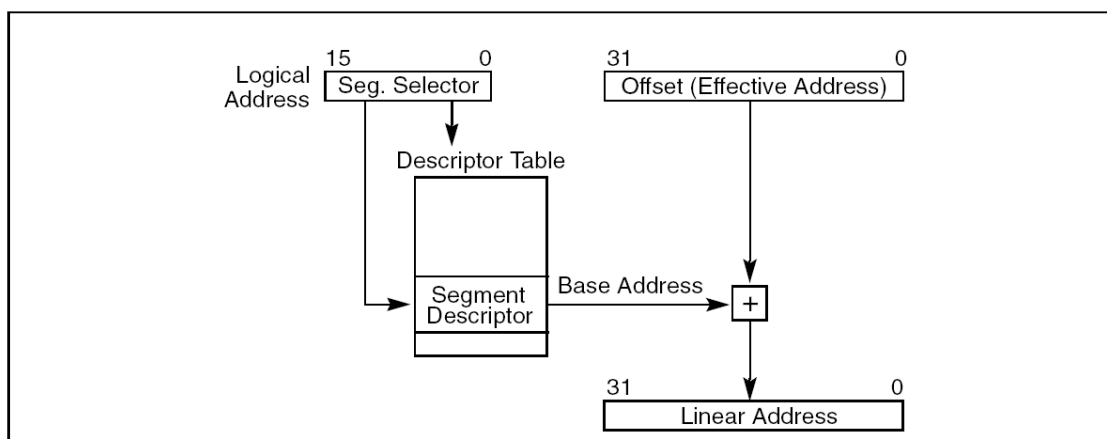 15 0
31 0
Logical
Address
Seg. Selector
Offset (Effective Address)
Descriptor Table
Base Address
Segment
Descriptor
+
31 0
Linear Address